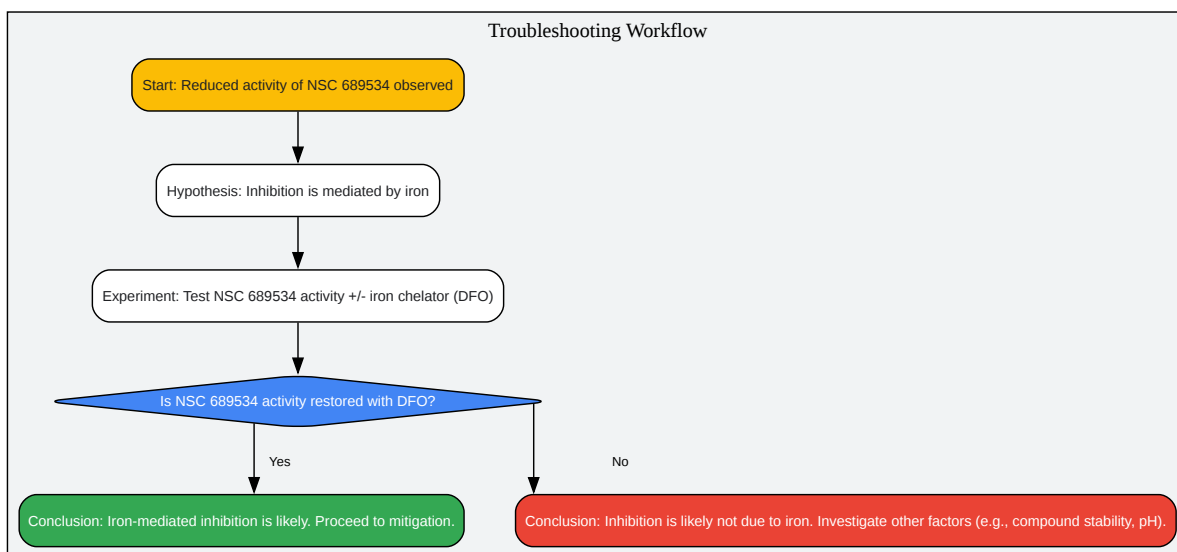 Troubleshooting Workflow
Start: Reduced activity of NSC 689534 observed
Hypothesis: Inhibition is mediated by iron
Experiment: Test NSC 689534 activity +/- iron chelator (DFO)
Is NSC 689534 activity restored with DFO?
Yes
No
Conclusion: Iron-mediated inhibition is likely. Proceed to mitigation.
Conclusion: Inhibition is likely not due to iron. Investigate other factors (e.g., compound stability, pH).